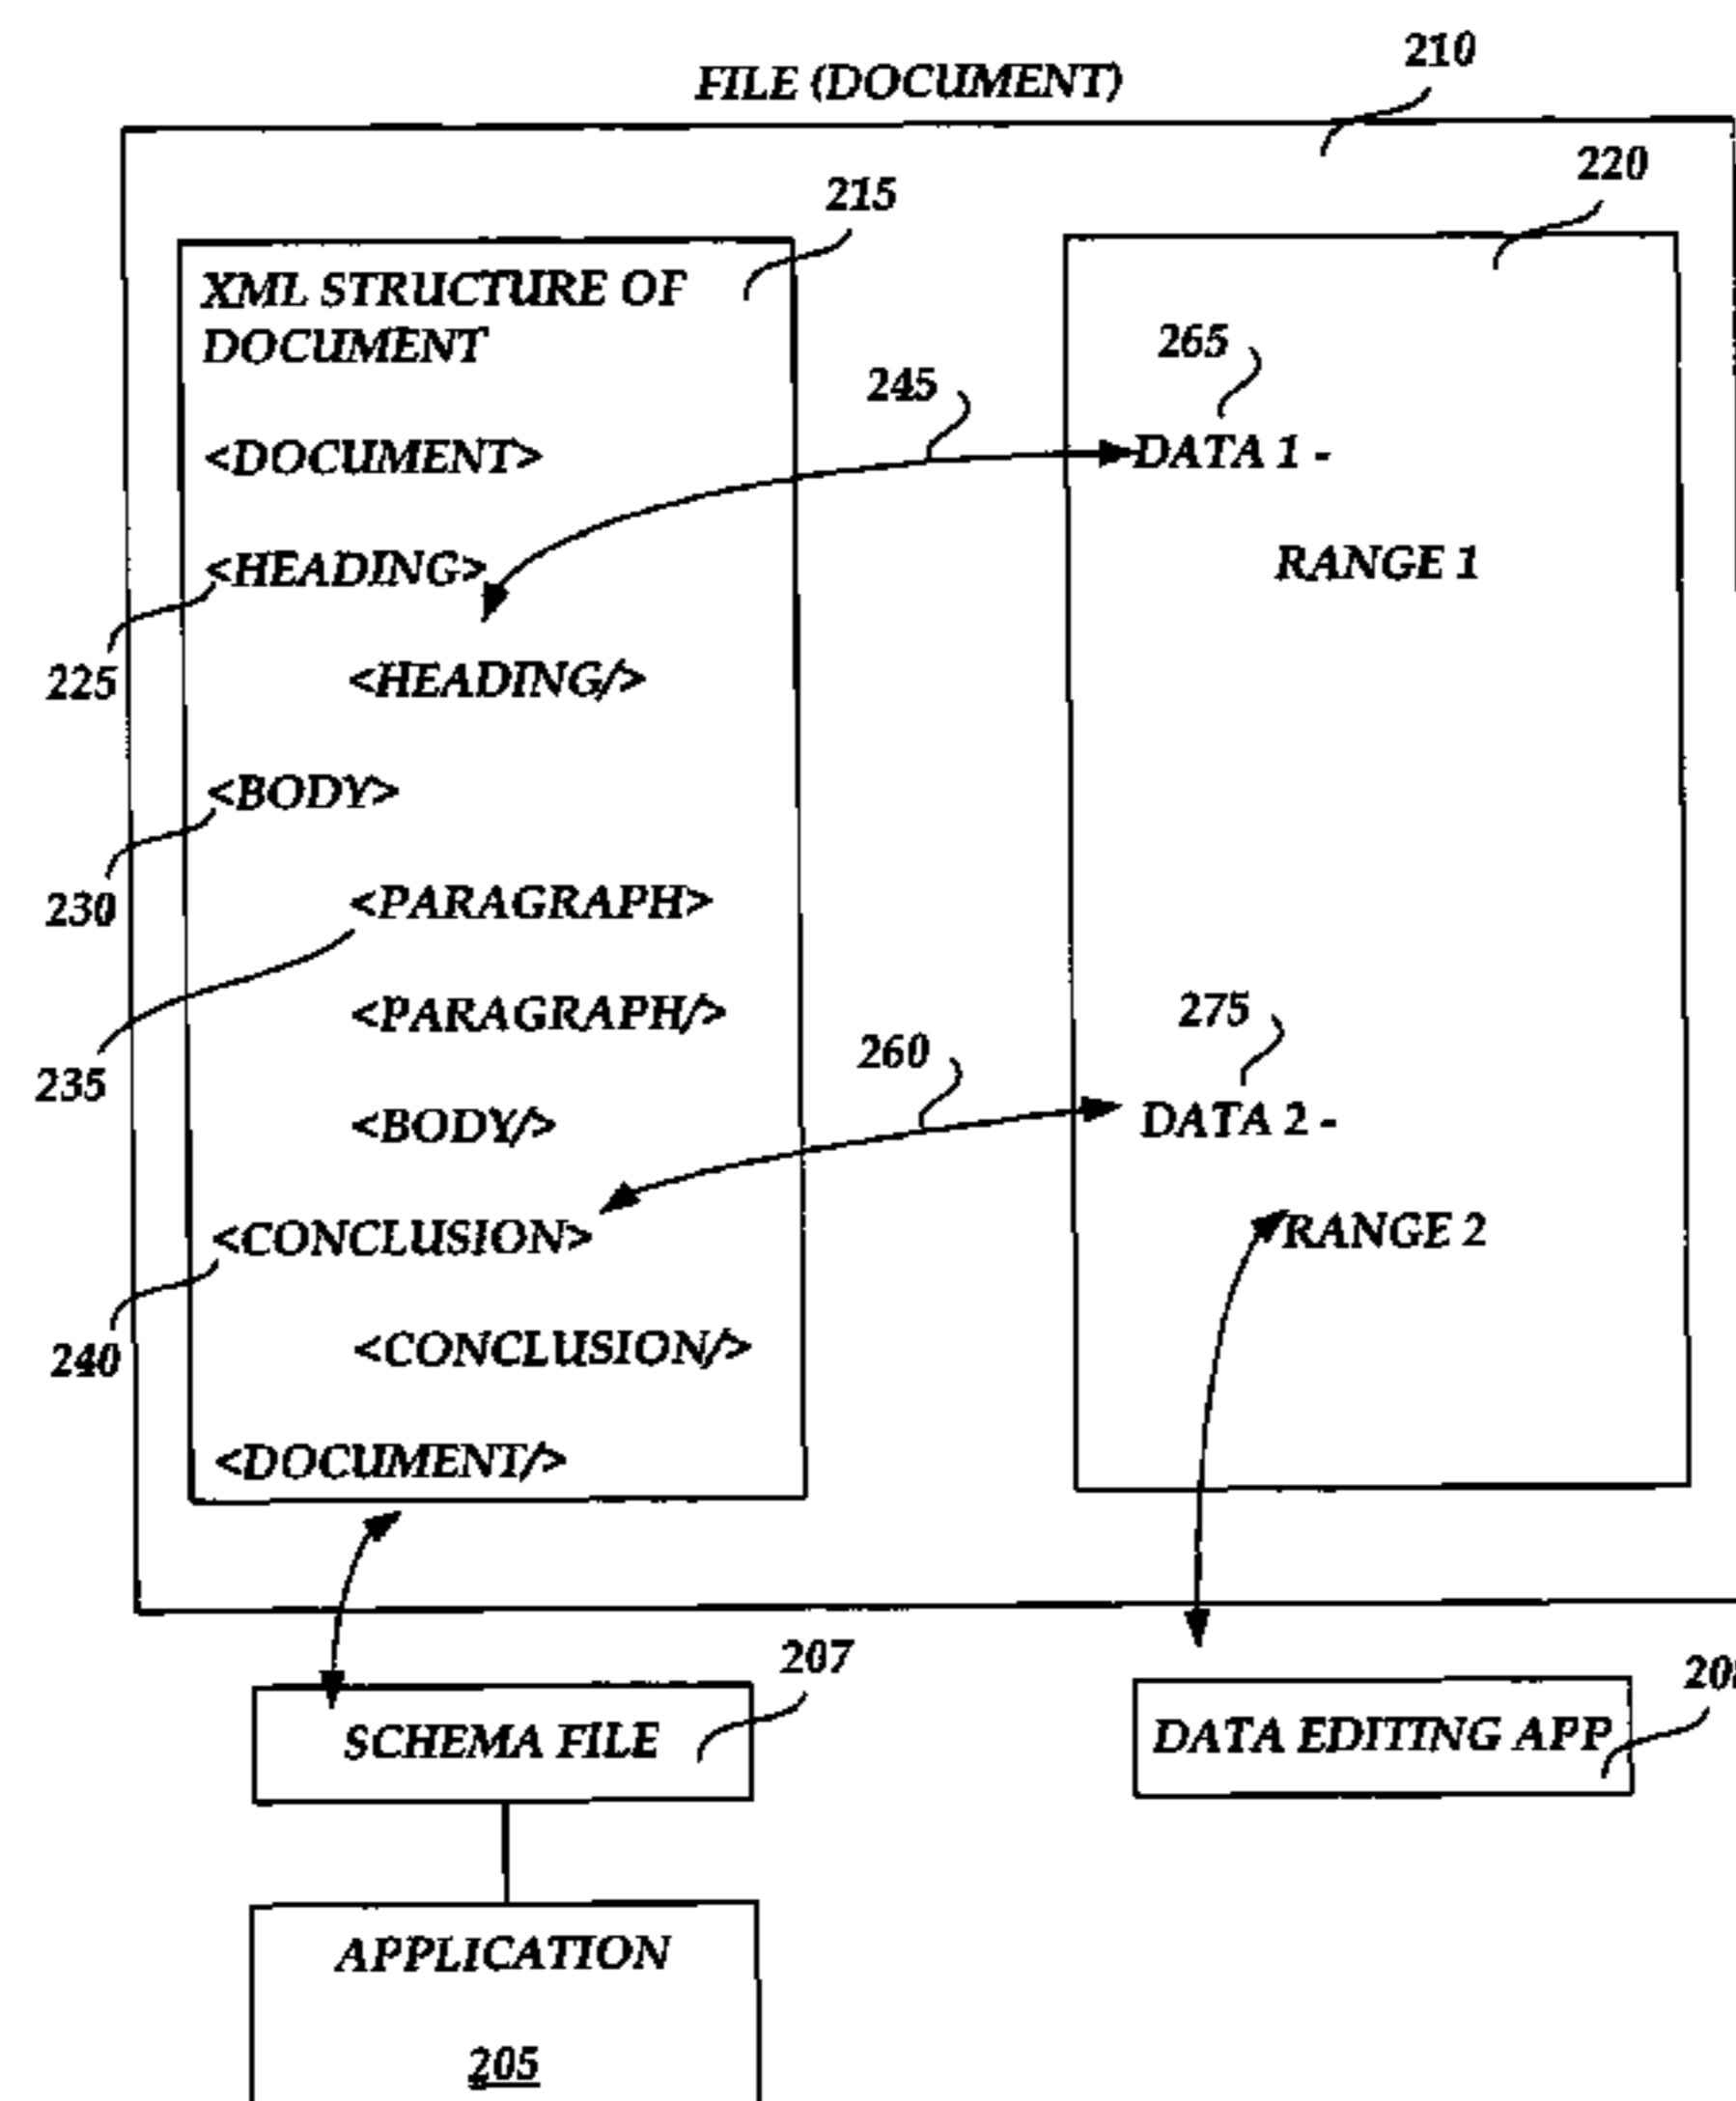 210
FILE (DOCUMENT)
220
215
XML STRUCTURE OF
DOCUMENT
265
245
<DOCUMENT>
DATA 1 -
<HEADING>
RANGE 1
225
<HEADING/>
<BODY>
230
<PARAGRAPH>
<PARAGRAPH/>
275
260
235
<BODY/>
DATA 2 -
<CONCLUSION>
RANGE 2
240
<CONCLUSION/>
<DOCUMENT/>
207
SCHEMA FILE
DATA EDITING APP
APPLICATION
205